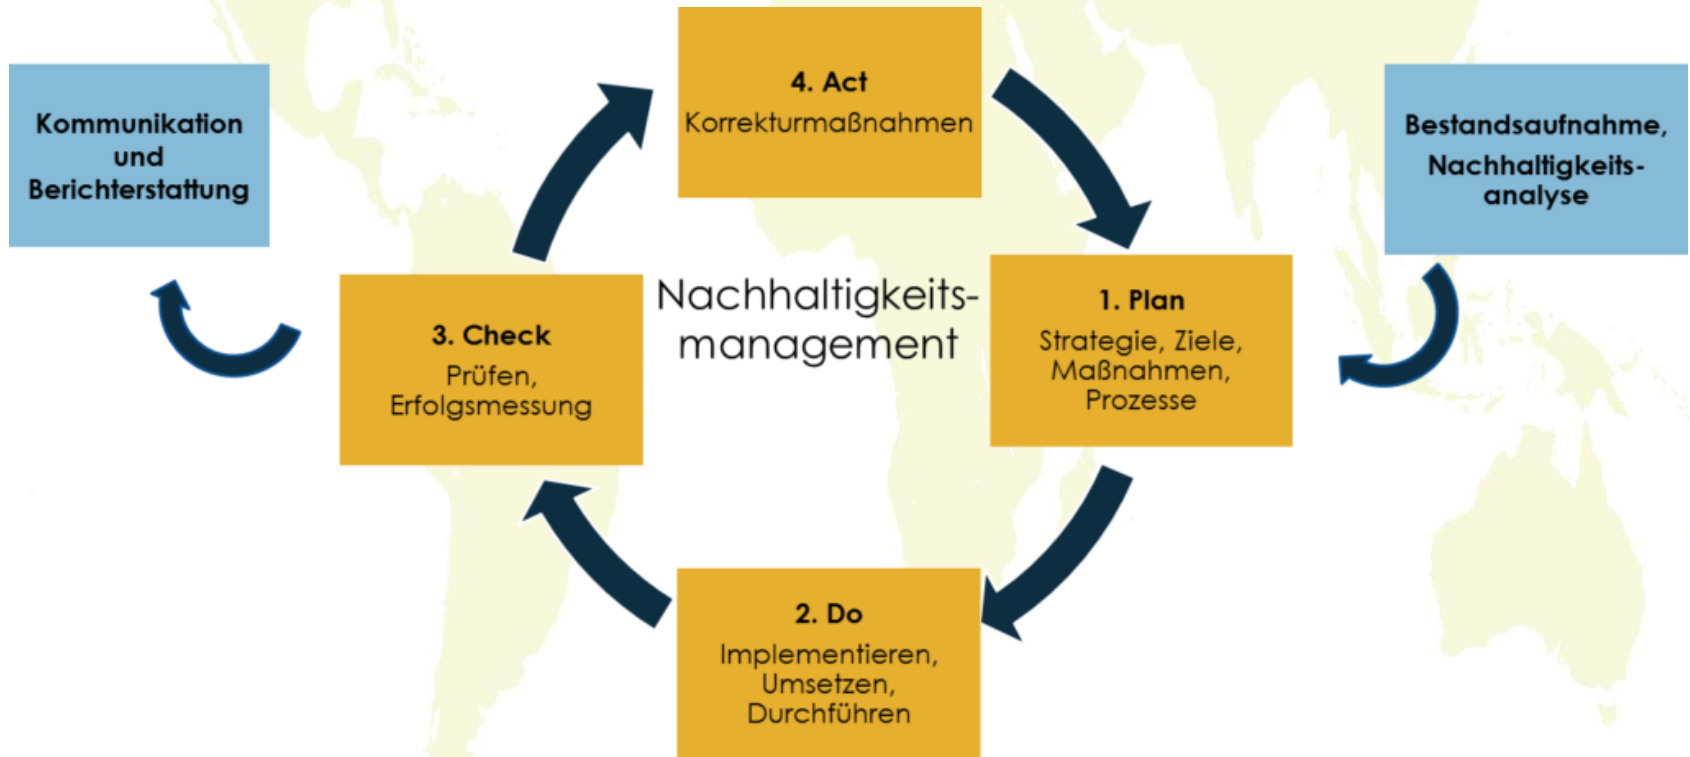 4. Act
Korrekturmaßnahmen
Kommunikation
und
Berichterstattung
Bestandsaufnahme,
Nachhaltigkeits-
analyse
Nachhaltigkeits-
management
1. Plan
Strategie, Ziele,
Maßnahmen,
Prozesse
3. Check
Prüfen,
Erfolgsmessung
2. Do
Implementieren,
Umsetzen,
Durchführen